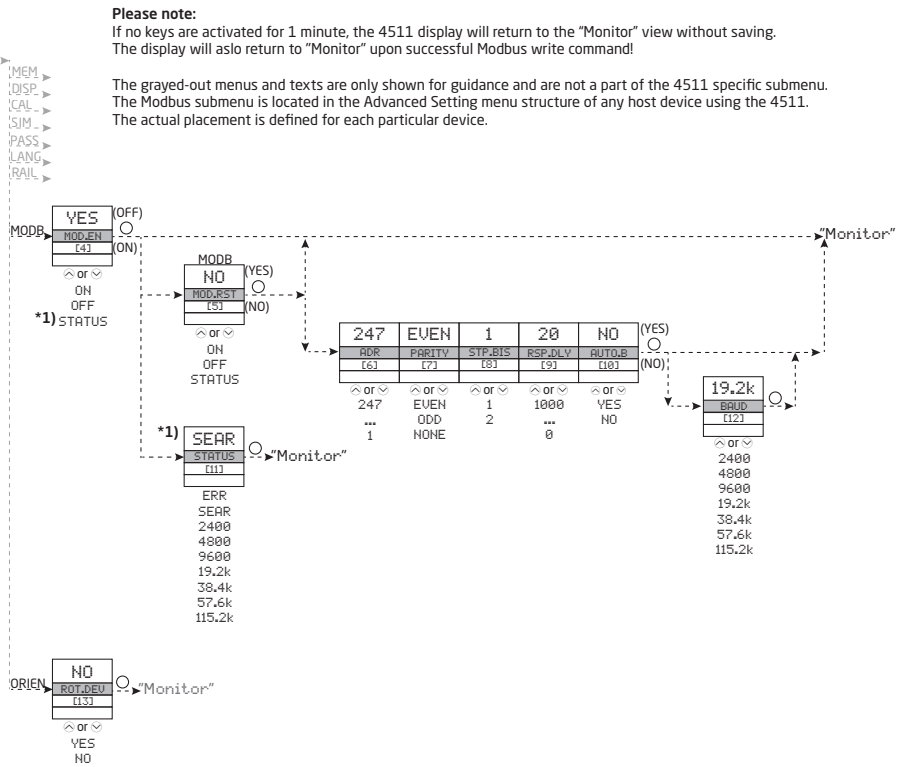 Please note:
If no keys are activated for 1 minute, the 4511 display will return to the "Monitor" view without saving.
The display will aslo return to "Monitor" upon successful Modbus write command!
The grayed-out menus and texts are only shown for guidance and are not a part of the 4511 specific submenu.
The Modbus submenu is located in the Advanced Setting menu structure of any host device using the 4511.
The actual placement is defined for each particular device.
MEM
DISP
CAL
SIM
PASS
LANG
RAIL
MODB
YES
MOD.EN
[4]
(OFF)
(ON)
or
ON
OFF
*1) STATUS
"Monitor"
MODB
NO
MOD.RST
[5]
(YES)
(NO)
or
ON
OFF
STATUS
247 EVEN 1 20 NO
ADR PARITY STP.BIS RSP.DLY AUTO.B
[6] [7] [8] [9] [10]
(YES)
(NO)
or or or or or
247 EVEN 1 1000 YES
... ODD 2 ... NO
1 NONE 0
19.2k
BAUD
[12]
or
2400
4800
9600
19.2k
38.4k
57.6k
115.2k
*1)
SEAR
STATUS
[11]
"Monitor"
ERR
SEAR
2400
4800
9600
19.2k
38.4k
57.6k
115.2k
ORIEN
NO
ROT.DEV
[13]
"Monitor"
or
YES
NO